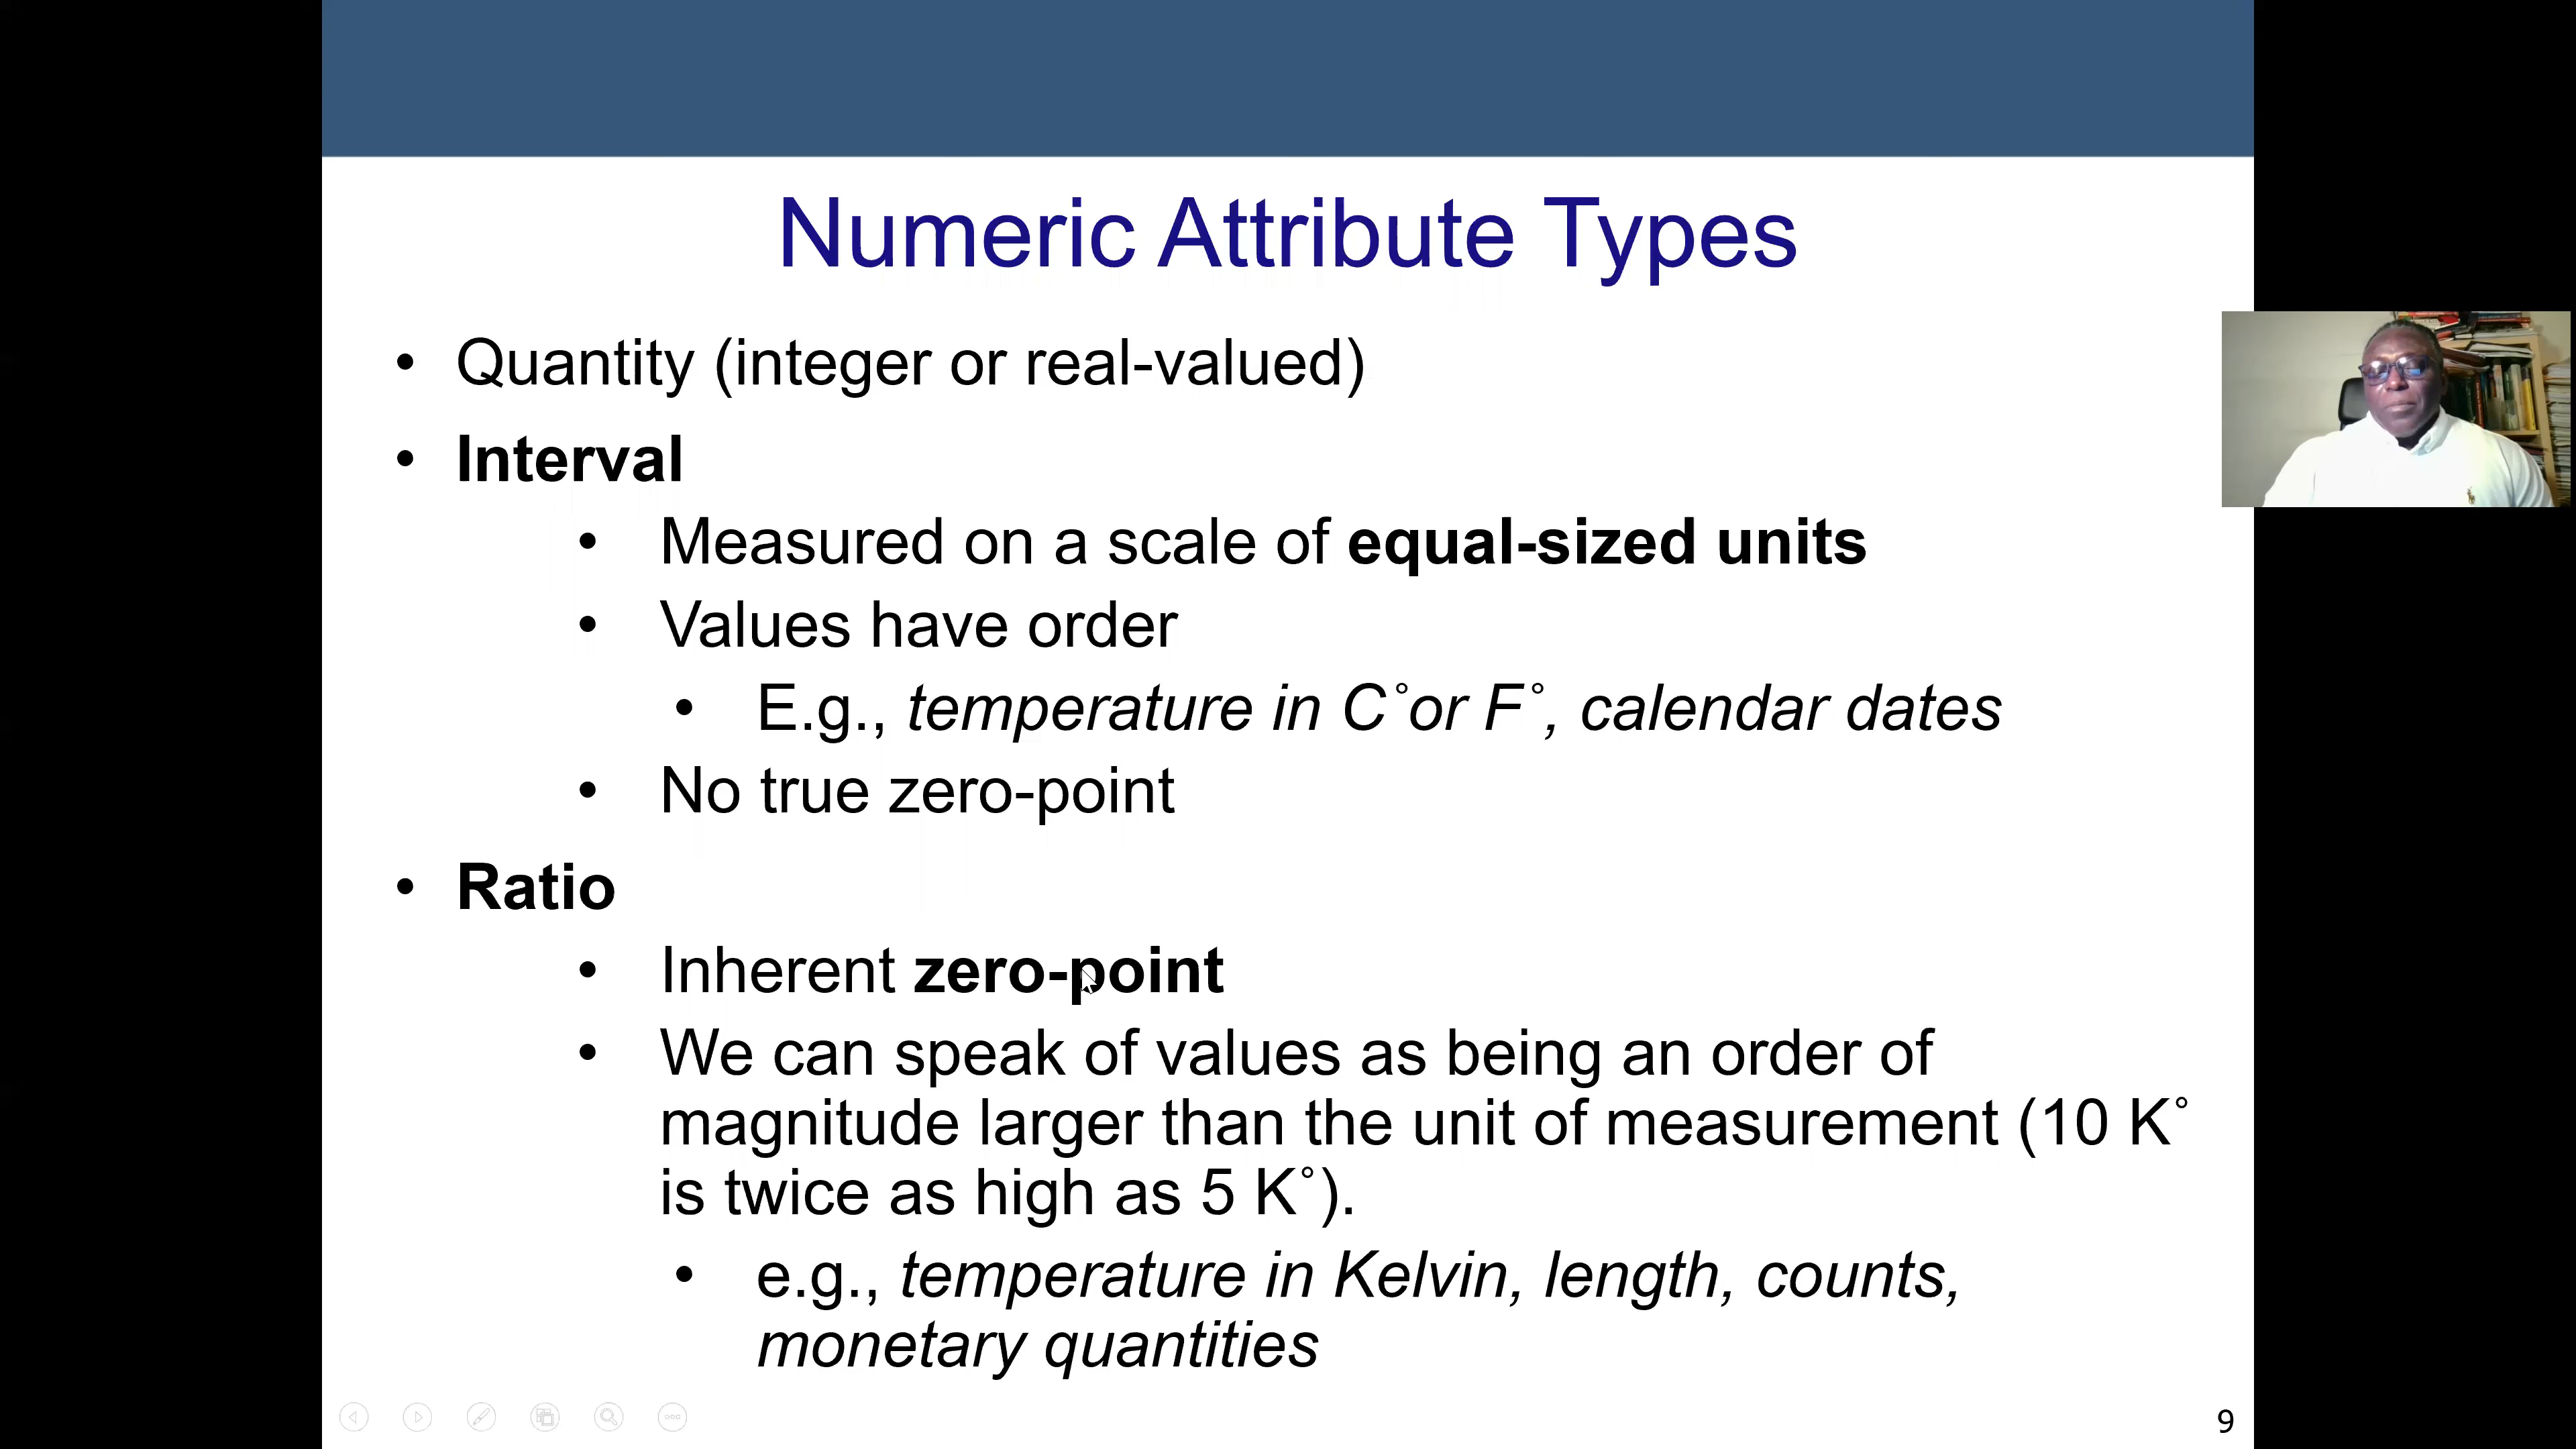 Numeric Attribute Types
• Quantity (integer or real-valued)
• Interval
• Measured on a scale of equal-sized units
• Values have order
• E.g., temperature in C˚or F˚, calendar dates
• No true zero-point
• Ratio
• Inherent zero-point
• We can speak of values as being an order of
magnitude larger than the unit of measurement (10 K˚
is twice as high as 5 K˚).
• e.g., temperature in Kelvin, length, counts,
monetary quantities
9